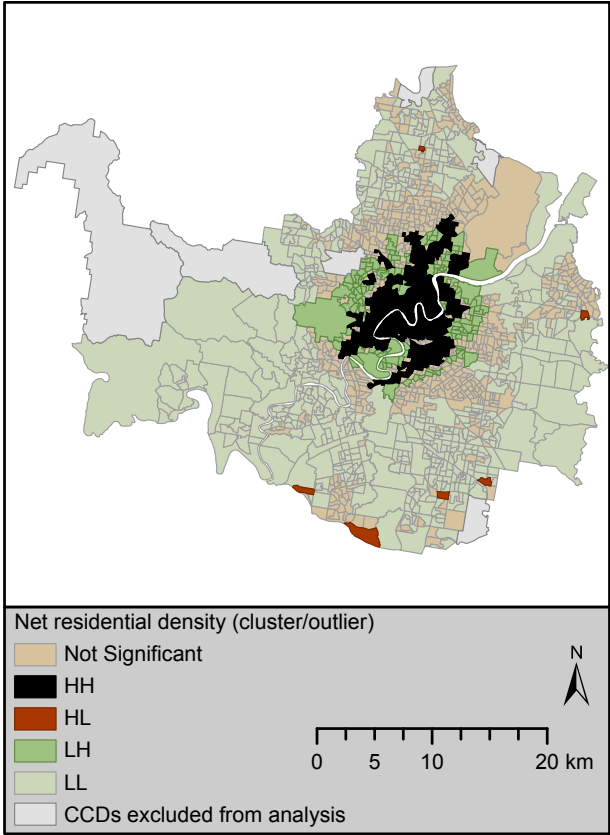 Net residential density (cluster/outlier)
Not Significant
HH
HL
LH
LL
CCDs excluded from analysis
N
0 5 10 20 km